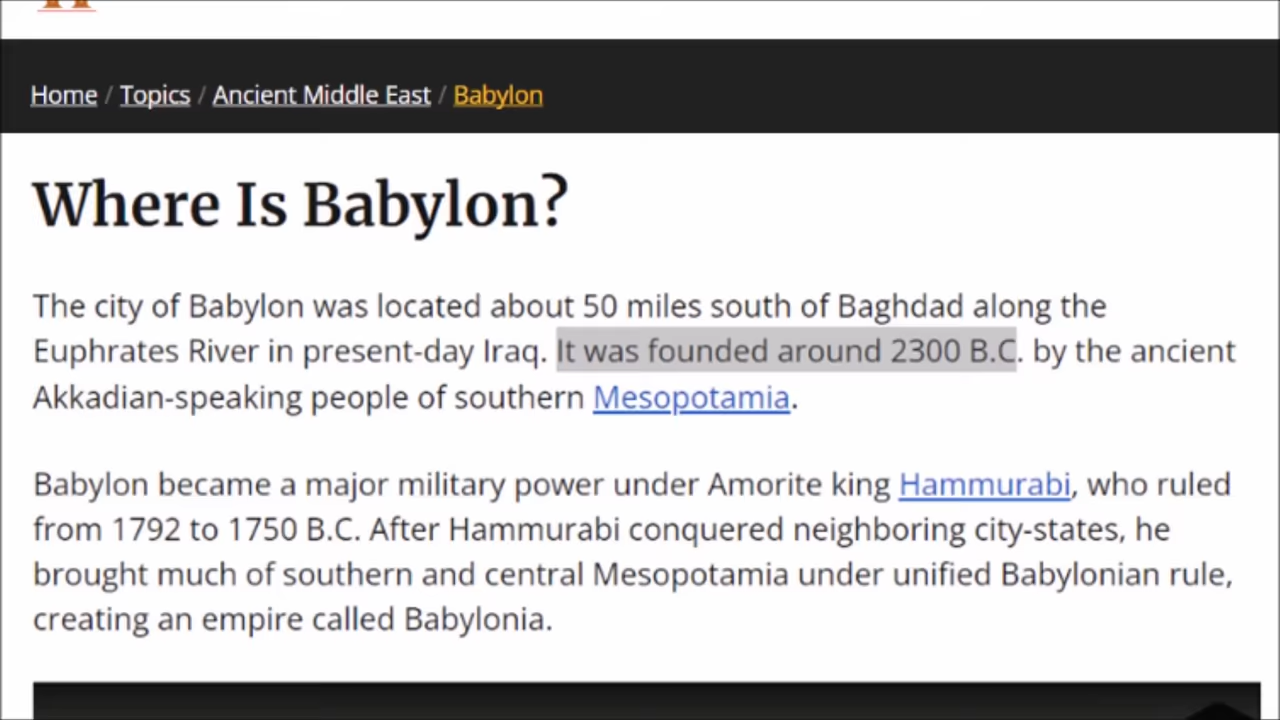 Home / Topics / Ancient Middle East / Babylon
Where Is Babylon?
The city of Babylon was located about 50 miles south of Baghdad along the
Euphrates River in present-day Iraq. It was founded around 2300 B.C. by the ancient
Akkadian-speaking people of southern Mesopotamia.
Babylon became a major military power under Amorite king Hammurabi, who ruled
from 1792 to 1750 B.C. After Hammurabi conquered neighboring city-states, he
brought much of southern and central Mesopotamia under unified Babylonian rule,
creating an empire called Babylonia.